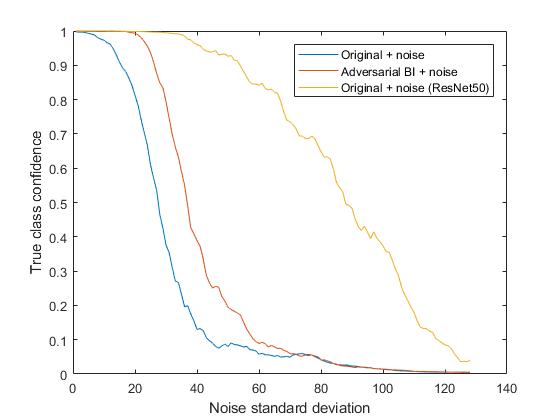 1
0.9
0.8
0.7
0.6
0.5
0.4
0.3
0.2
0.1
0
True class confidence
Original + noise
Adversarial BI + noise
Original + noise (ResNet50)
0 20 40 60 80 100 120 140
Noise standard deviation